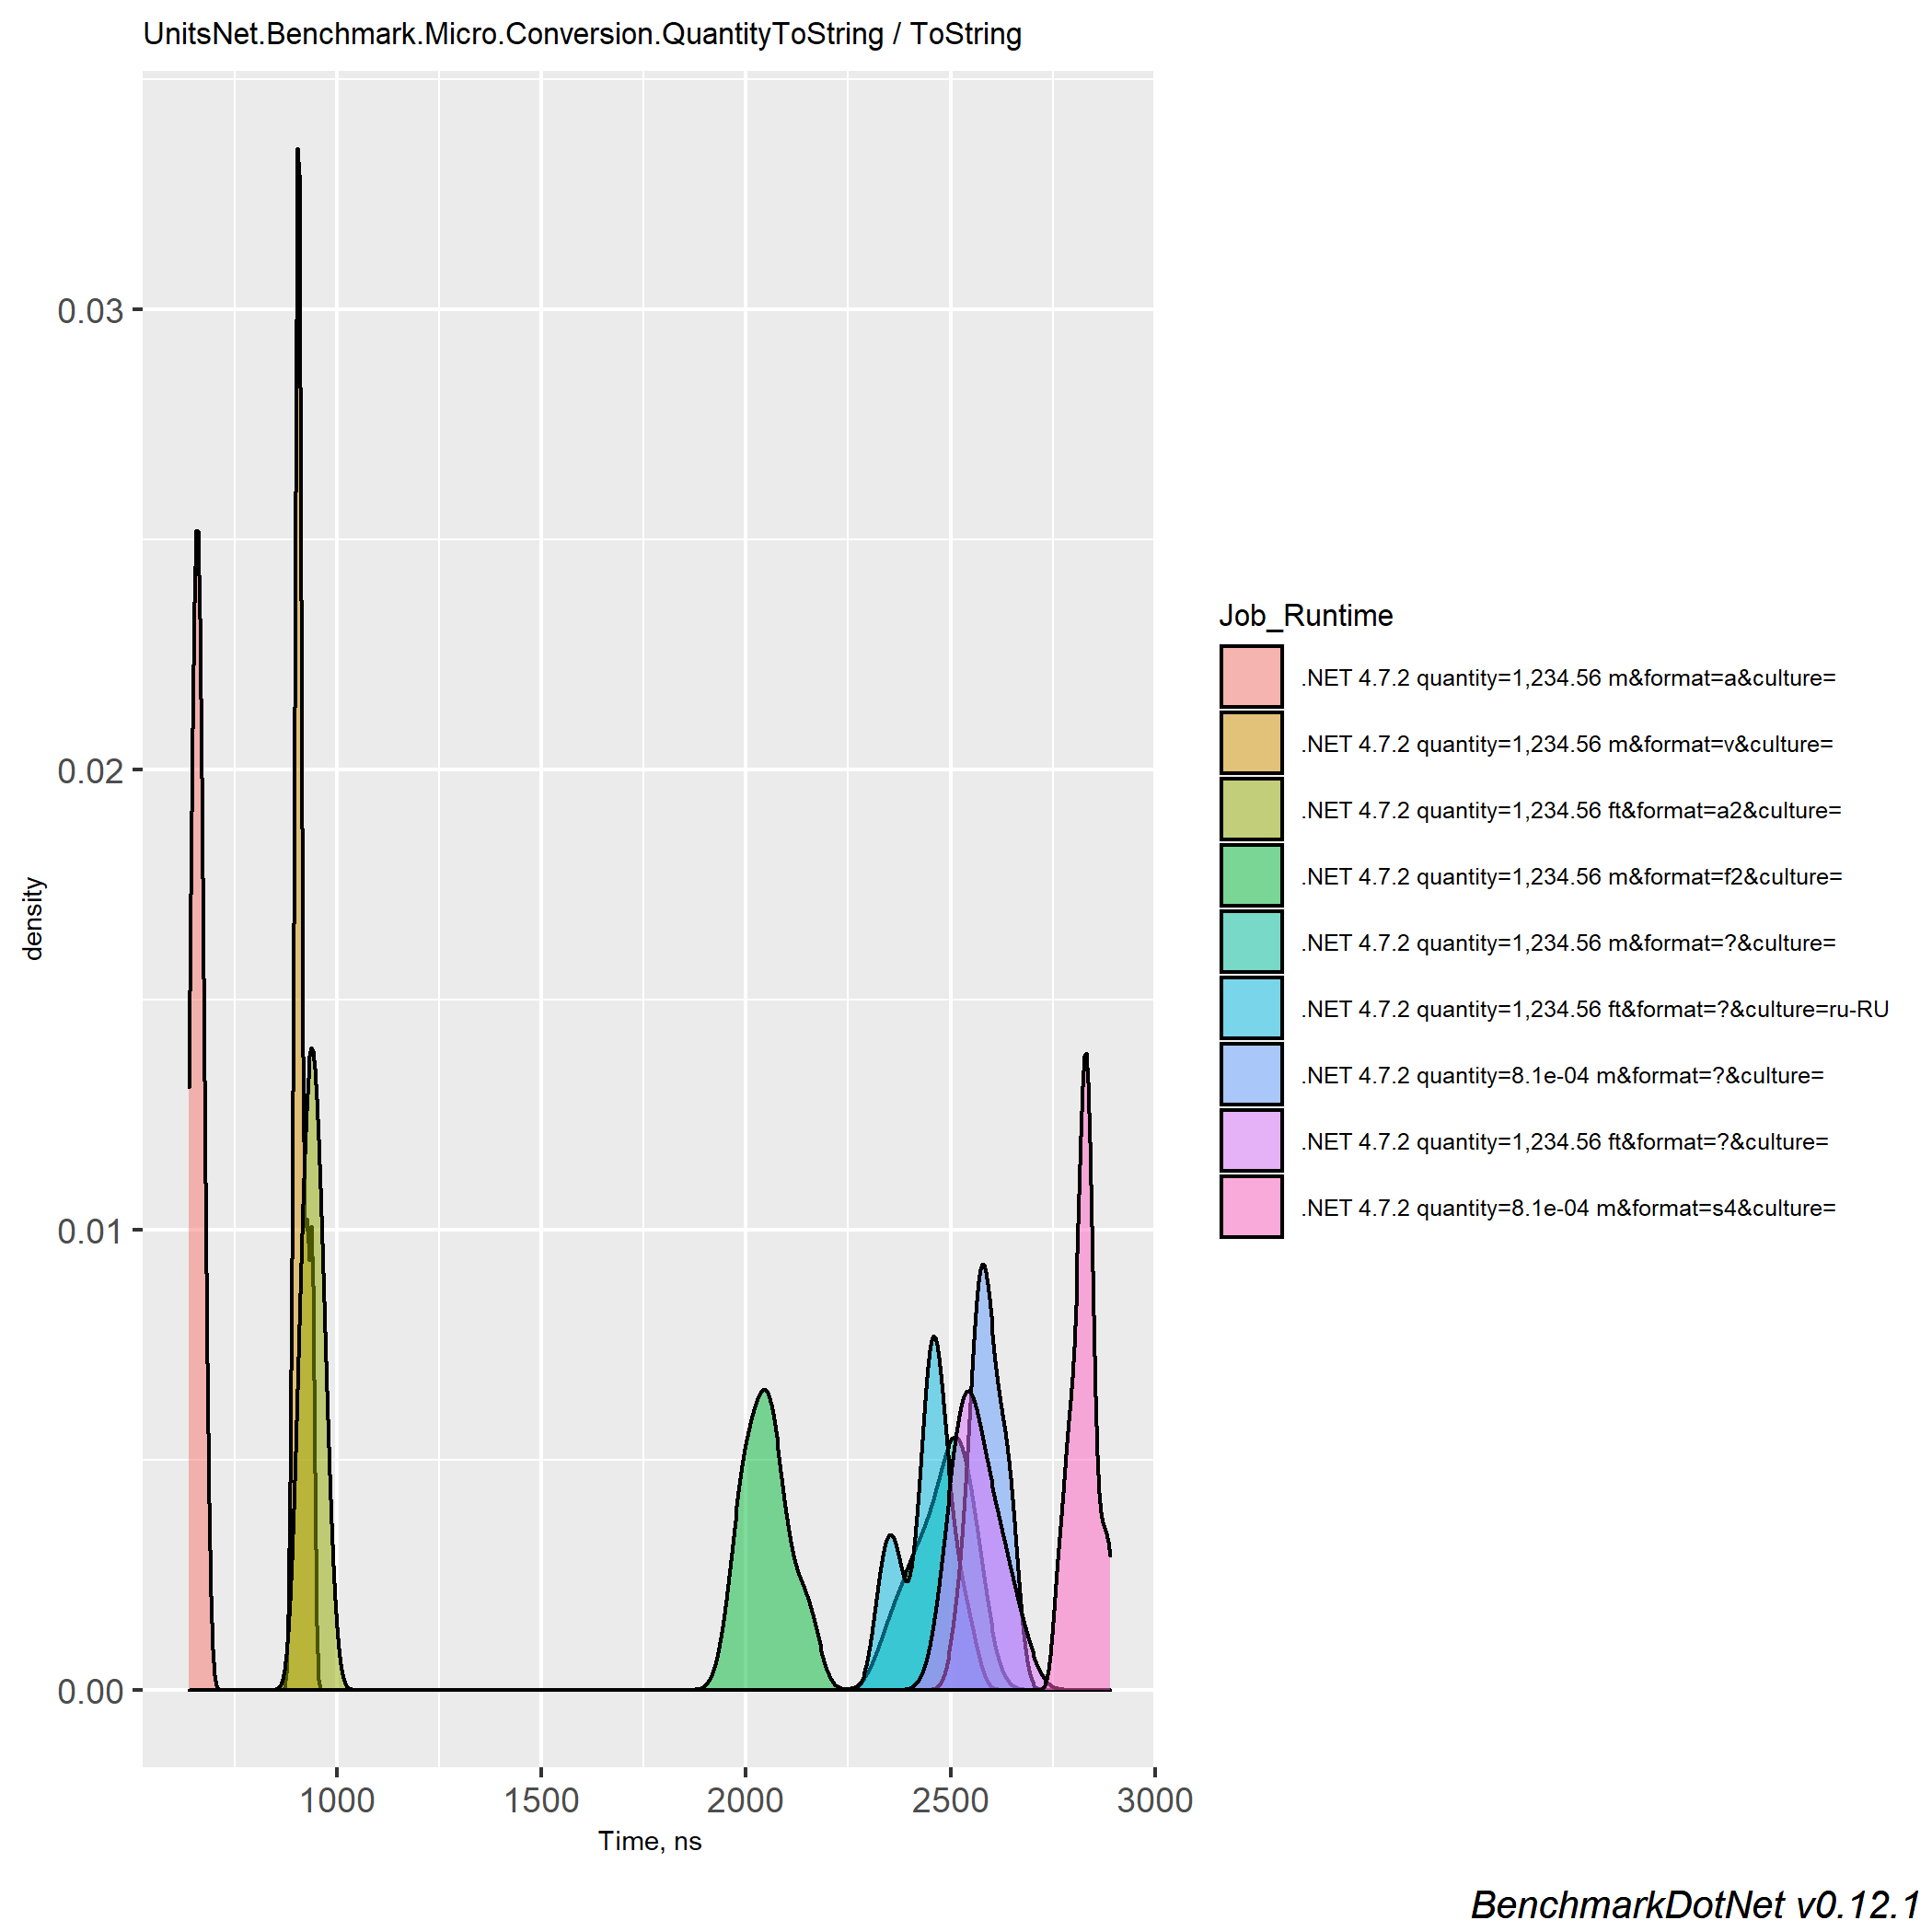 UnitsNet.Benchmark.Micro.Conversion.QuantityToString / ToString
0.03
0.02
0.01
0.00
density
1000 1500 2000 2500 3000
Time, ns
Job_Runtime
.NET 4.7.2 quantity=1,234.56 m&format=a&culture=
.NET 4.7.2 quantity=1,234.56 m&format=v&culture=
.NET 4.7.2 quantity=1,234.56 ft&format=a2&culture=
.NET 4.7.2 quantity=1,234.56 m&format=f2&culture=
.NET 4.7.2 quantity=1,234.56 m&format=?&culture=
.NET 4.7.2 quantity=1,234.56 ft&format=?&culture=ru-RU
.NET 4.7.2 quantity=8.1e-04 m&format=?&culture=
.NET 4.7.2 quantity=1,234.56 ft&format=?&culture=
.NET 4.7.2 quantity=8.1e-04 m&format=s4&culture=
BenchmarkDotNet v0.12.1